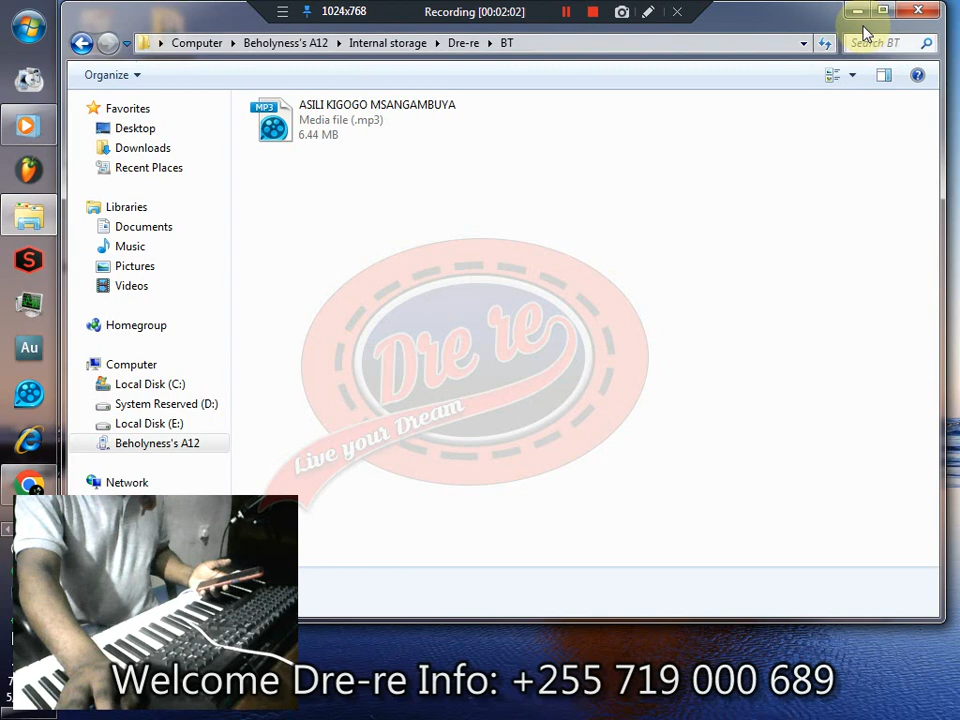 1024x768
Recording [00:02:02]
Computer
Beholyness's A12
Internal storage
Dre-re
BT
Search BT
Organize
Favorites
Desktop
Downloads
Recent Places
Libraries
Documents
Music
Pictures
Videos
Homegroup
Computer
Local Disk (C:)
System Reserved (D:)
Local Disk (E:)
Beholyness's A12
Network
MP3
ASILI KIGOGO MSANGAMBUYA
Media file (.mp3)
6.44 MB
S
Au
Dre re
Live your Dream
Welcome Dre-re Info: +255 719 000 689